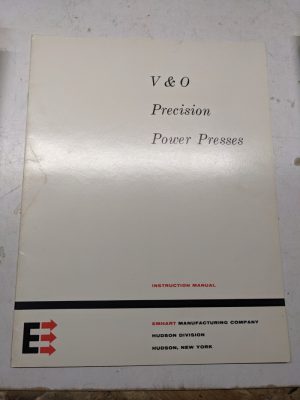 V & O
Precision
Power Presses
INSTRUCTION MANUAL
E
EMHART MANUFACTURING COMPANY
HUDSON DIVISION
HUDSON, NEW YORK